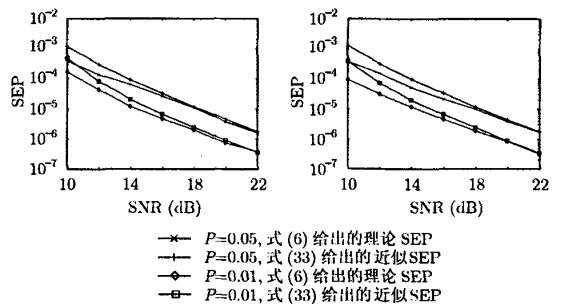 10⁻²
10⁻³
10⁻⁴
10⁻⁵
10⁻⁶
10⁻⁷
SEP
10 14 18 22
SNR (dB)
10⁻²
10⁻³
10⁻⁴
10⁻⁵
10⁻⁶
10⁻⁷
SEP
10 14 18 22
SNR (dB)
P=0.05, 式 (6) 给出的理论 SEP
P=0.05, 式 (33) 给出的近似SEP
P=0.01, 式 (6) 给出的理论 SEP
P=0.01, 式 (33) 给出的近似SEP